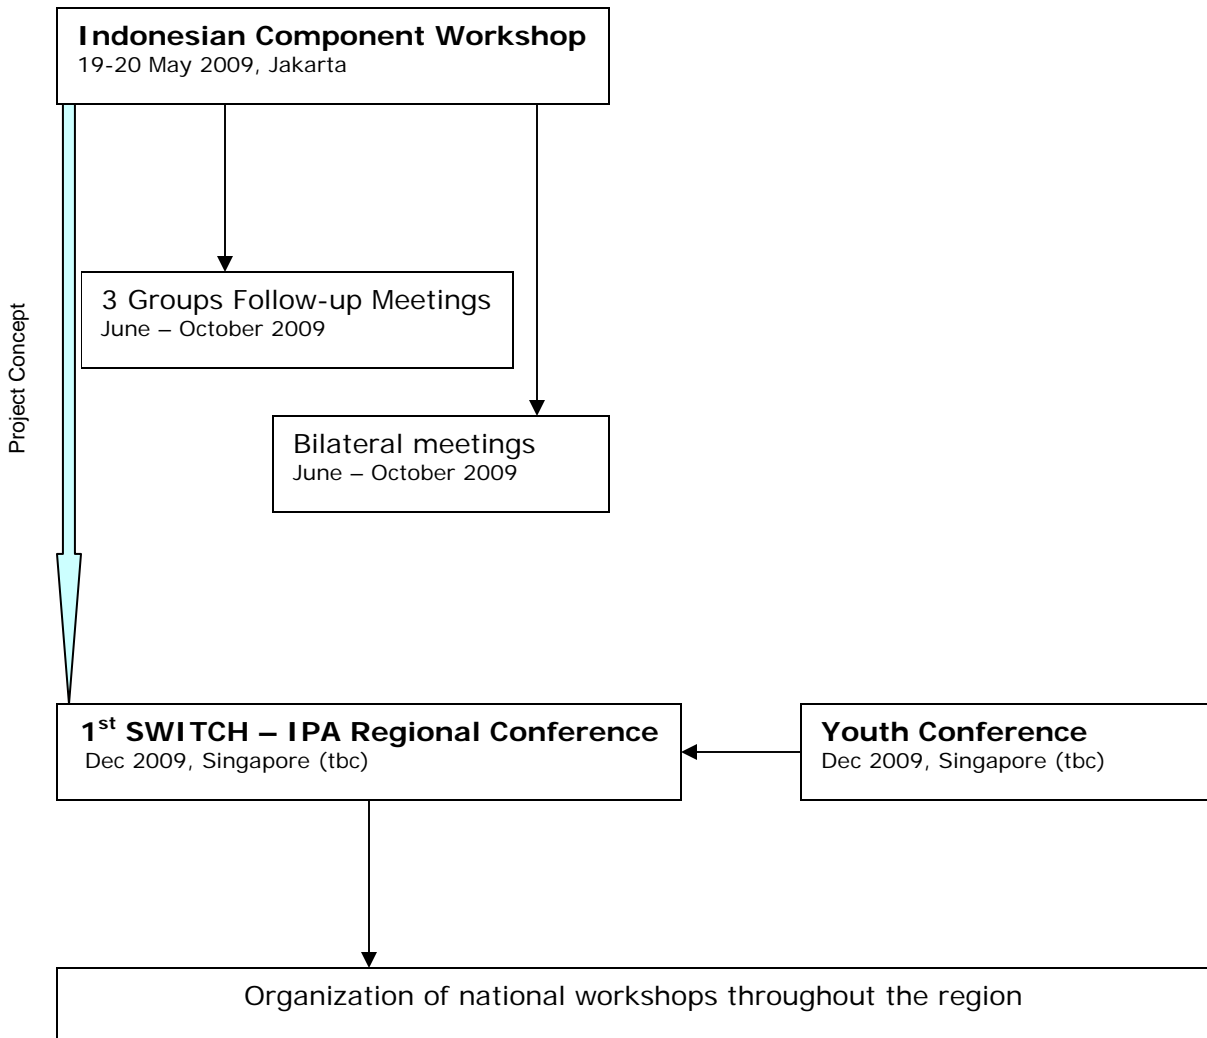 Indonesian Component Workshop
19-20 May 2009, Jakarta
Project Concept
3 Groups Follow-up Meetings
June – October 2009
Bilateral meetings
June – October 2009
1st SWITCH – IPA Regional Conference
Dec 2009, Singapore (tbc)
Youth Conference
Dec 2009, Singapore (tbc)
Organization of national workshops throughout the region